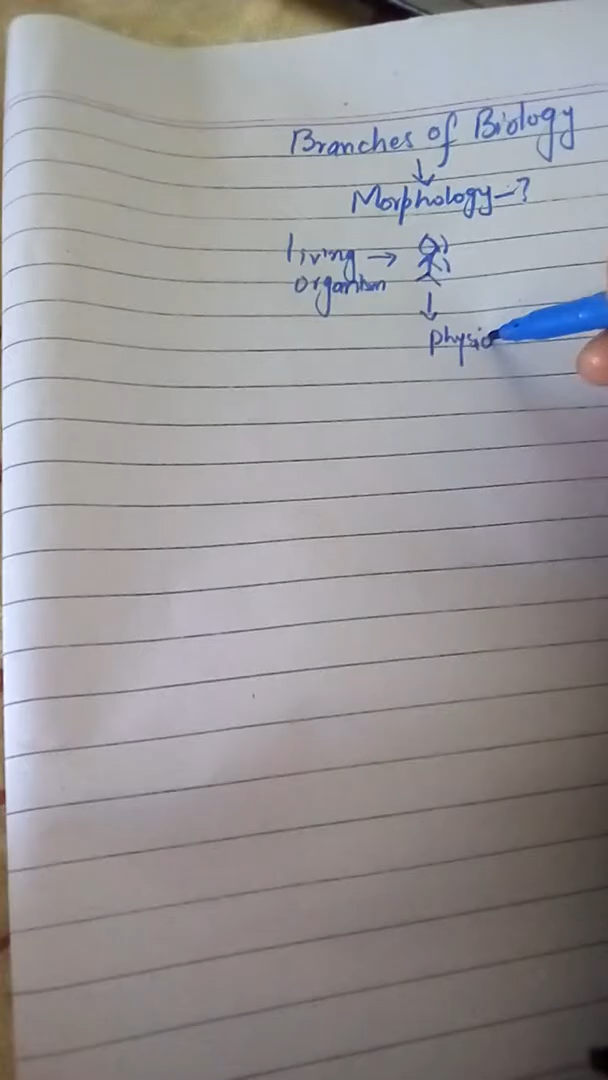 Branches of Biology
↓
Morphology - ?
living →
organism
↓
physio